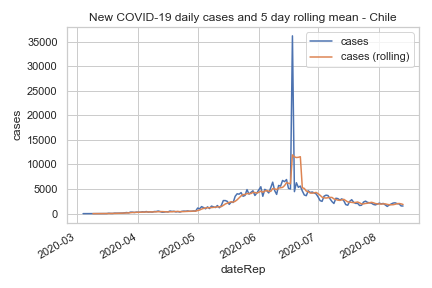 New COVID-19 daily cases and 5 day rolling mean - Chile
cases
cases (rolling)
35000
30000
25000
20000
15000
10000
5000
0
cases
2020-03
2020-04
2020-05
2020-06
2020-07
2020-08
dateRep